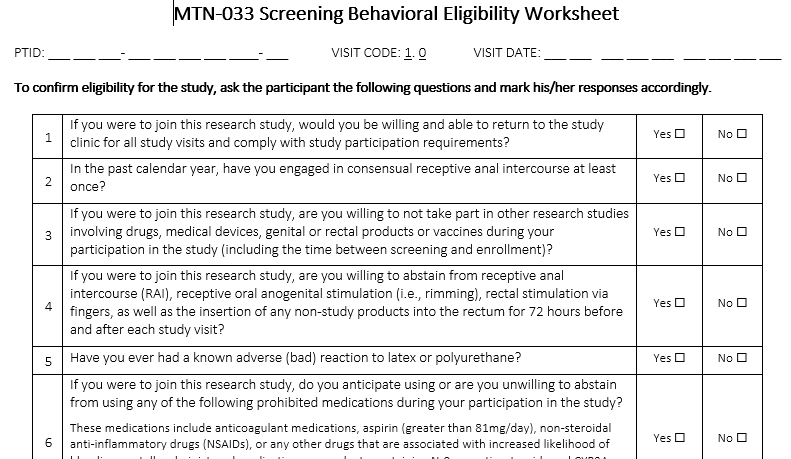 MTN-033 Screening Behavioral Eligibility Worksheet
PTID: ___ ___ ___-___ ___ ___ ___ ___-___ VISIT CODE: 1. 0 VISIT DATE: ___ ___ ___ ___ ___ ___ ___ ___ ___
To confirm eligibility for the study, ask the participant the following questions and mark his/her responses accordingly.
1 If you were to join this research study, would you be willing and able to return to the study
clinic for all study visits and comply with study participation requirements? Yes ☐ No ☐
2 In the past calendar year, have you engaged in consensual receptive anal intercourse at least
once? Yes ☐ No ☐
3 If you were to join this research study, are you willing to not take part in other research studies
involving drugs, medical devices, genital or rectal products or vaccines during your
participation in the study (including the time between screening and enrollment)? Yes ☐ No ☐
4 If you were to join this research study, are you willing to abstain from receptive anal
intercourse (RAI), receptive oral anogenital stimulation (i.e., rimming), rectal stimulation via
fingers, as well as the insertion of any non-study products into the rectum for 72 hours before
and after each study visit? Yes ☐ No ☐
5 Have you ever had a known adverse (bad) reaction to latex or polyurethane? Yes ☐ No ☐
6 If you were to join this research study, do you anticipate using or are you unwilling to abstain
from using any of the following prohibited medications during your participation in the study?
These medications include anticoagulant medications, aspirin (greater than 81mg/day), non-steroidal
anti-inflammatory drugs (NSAIDs), or any other drugs that are associated with increased likelihood of Yes ☐ No ☐